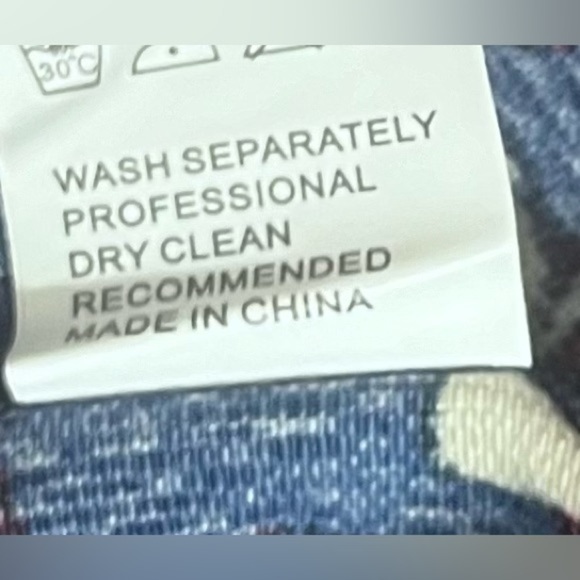 30°C
WASH SEPARATELY
PROFESSIONAL
DRY CLEAN
RECOMMENDED
MADE IN CHINA